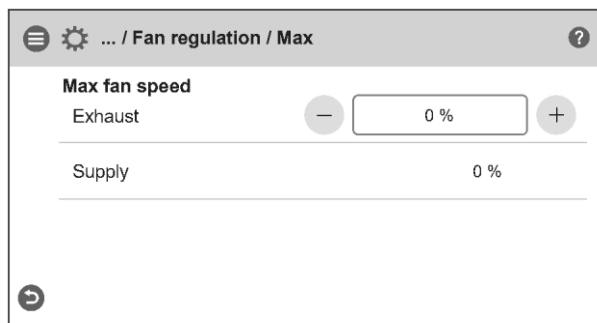 ... / Fan regulation / Max ?
Max fan speed
Exhaust − 0 % +
Supply 0 %